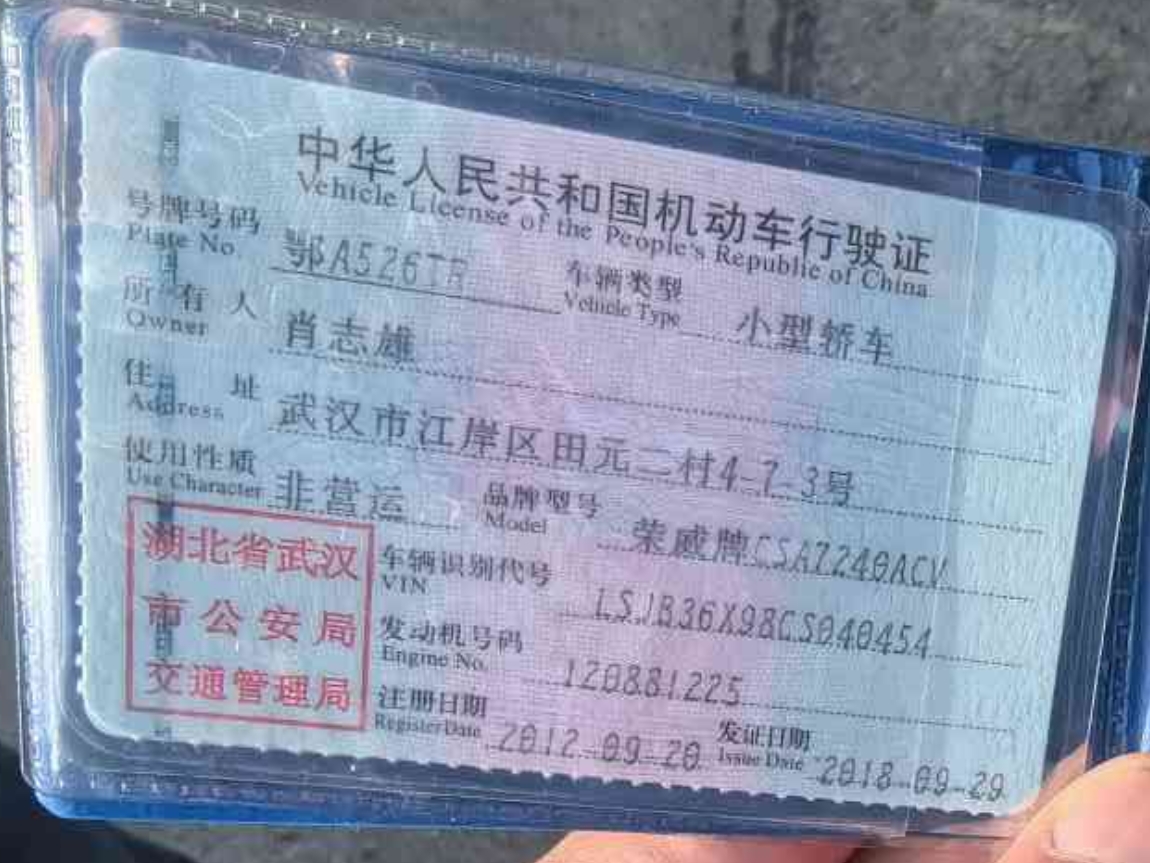 中华人民共和国机动车行驶证
Vehicle License of the People's Republic of China
号牌号码 鄂A526TR 车辆类型 小型轿车
Plate No. Vehicle Type
所有人 肖志雄
Owner
住址 武汉市江岸区田元二村4-7-3号
Address
使用性质 非营运 品牌型号 荣威牌CSA7240ACV
Use Character Model
湖北省武汉
市公安局
交通管理局
车辆识别代号 LSJB36X98CS040454
VIN
发动机号码 120881225
Engine No.
注册日期 2012-09-20 发证日期 2018-09-29
Register Date Issue Date